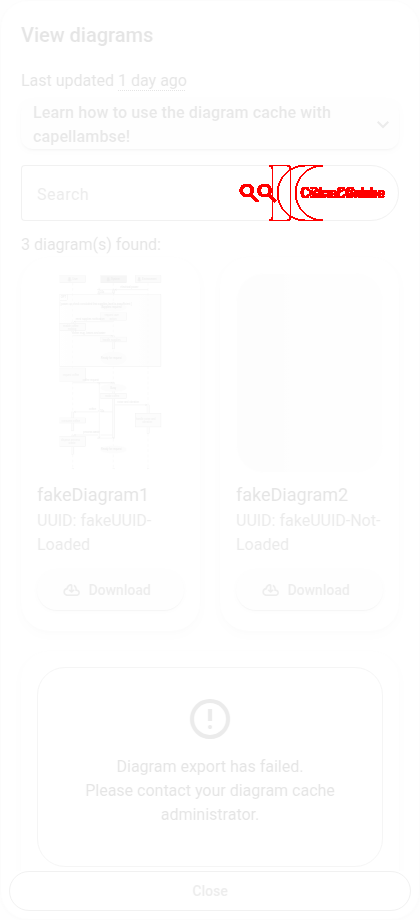 View diagrams
Last updated 1 day ago
Learn how to use the diagram cache with
capellambse!
Search
3 diagram(s) found:
fakeDiagram1
UUID: fakeUUID-
Loaded
Download
fakeDiagram2
UUID: fakeUUID-Not-
Loaded
Download
Diagram export has failed.
Please contact your diagram cache
administrator.
Close